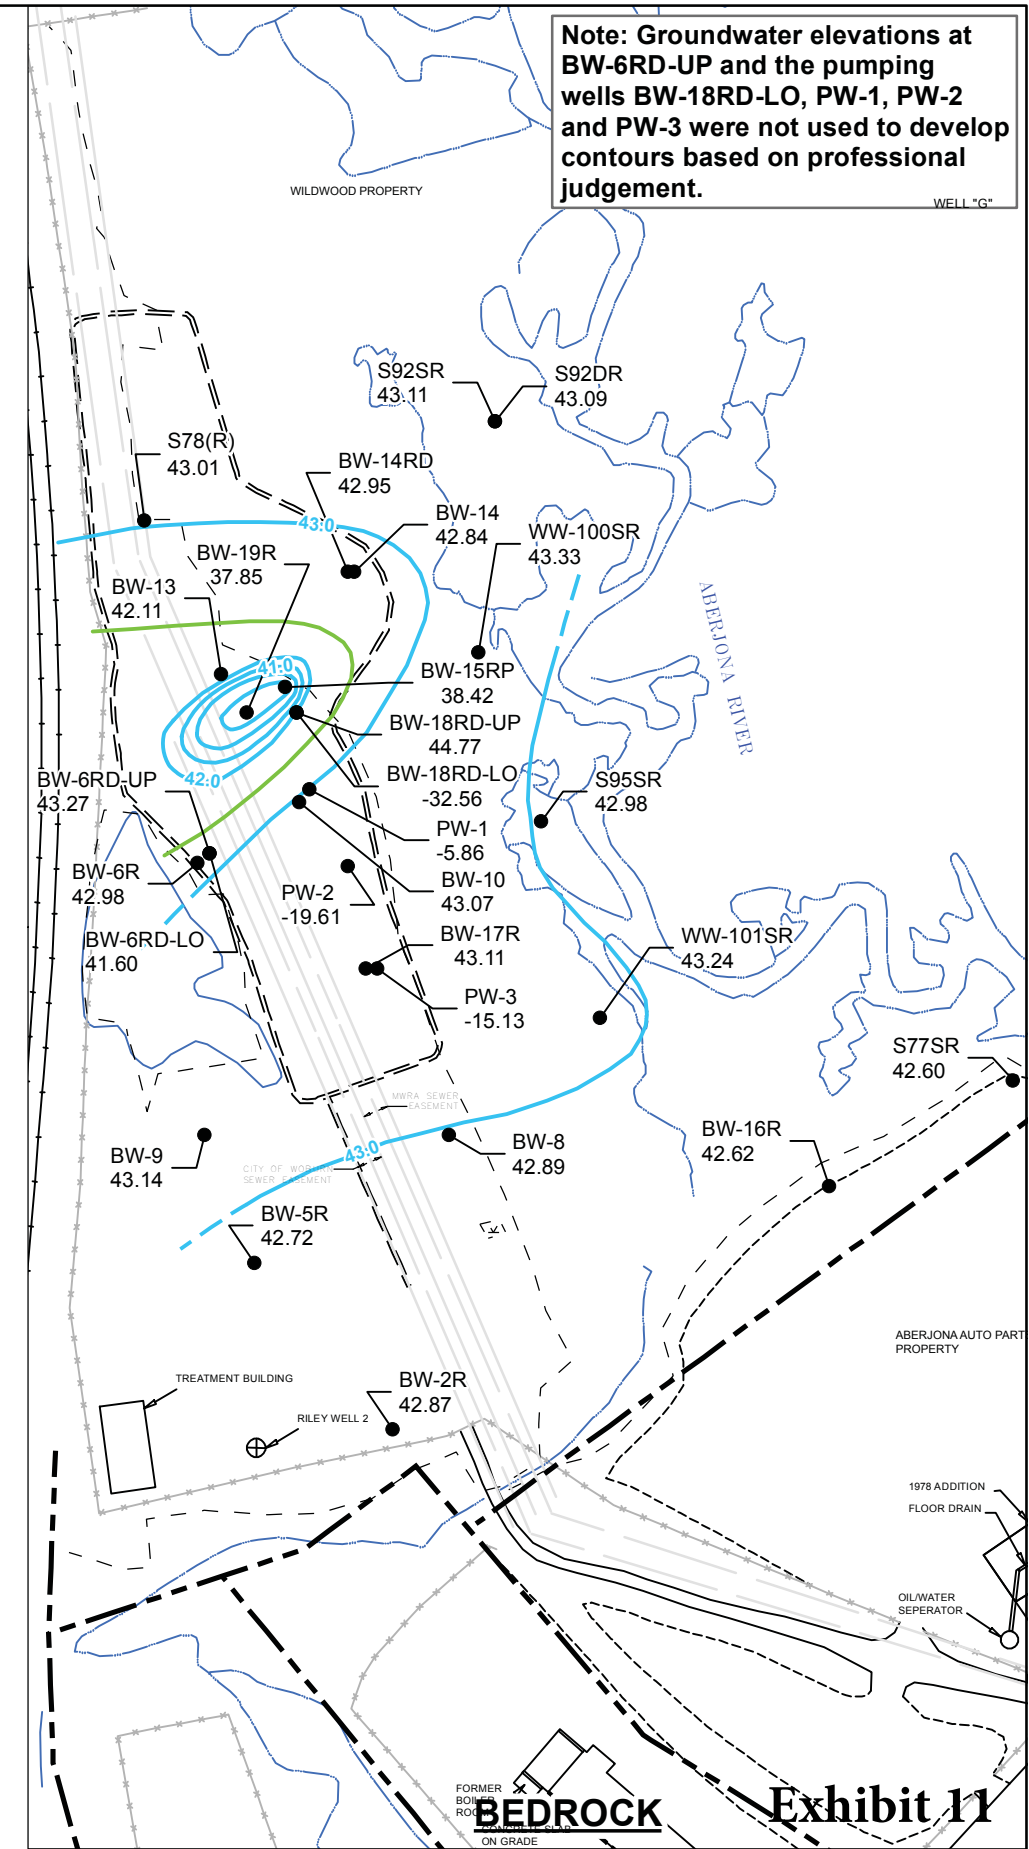 Note: Groundwater elevations at
BW-6RD-UP and the pumping
wells BW-18RD-LO, PW-1, PW-2
and PW-3 were not used to develop
contours based on professional
judgement.
WILDWOOD PROPERTY
WELL "G"
S92SR
43.11
S92DR
43.09
S78(R)
43.01
BW-14RD
42.95
BW-14
42.84
43.0
WW-100SR
43.33
BW-19R
37.85
BW-13
42.11
ABERJONA RIVER
41.0
BW-15RP
38.42
BW-18RD-UP
44.77
42.0
BW-18RD-LO
-32.56
BW-6RD-UP
43.27
S95SR
42.98
PW-1
-5.86
BW-6R
42.98
PW-2
-19.61
BW-10
43.07
BW-6RD-LO
41.60
BW-17R
43.11
WW-101SR
43.24
PW-3
-15.13
S77SR
42.60
MWRA SEWER
EASEMENT
BW-9
43.14
43.0
BW-8
42.89
BW-16R
42.62
CITY OF WOBURN
SEWER EASEMENT
BW-5R
42.72
ABERJONA AUTO PART
PROPERTY
TREATMENT BUILDING
BW-2R
42.87
RILEY WELL 2
1978 ADDITION
FLOOR DRAIN
OIL/WATER
SEPERATOR
FORMER
BOILER
ROOM
BEDROCK
Exhibit 11
CONCRETE SLAB
ON GRADE